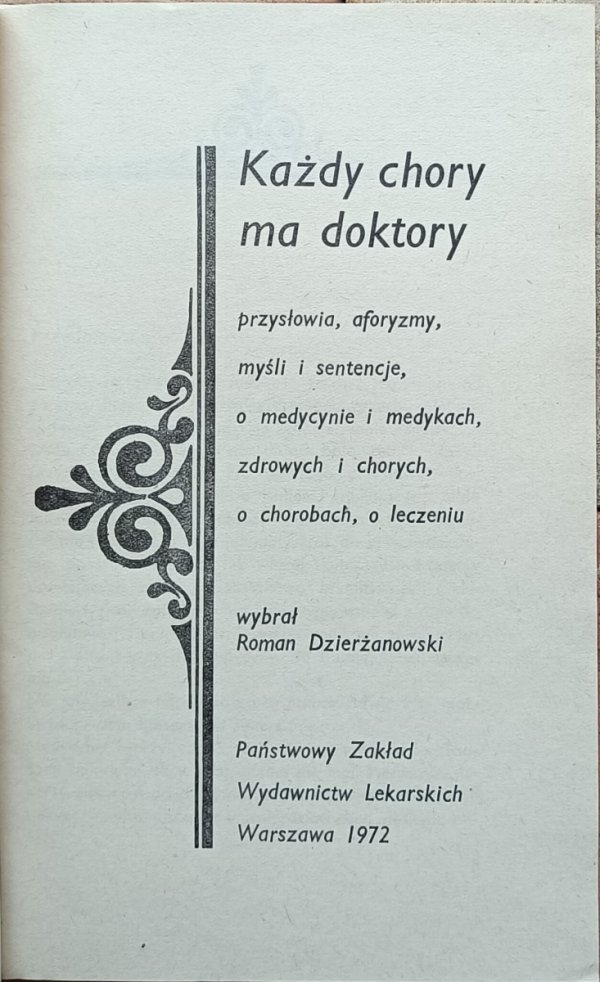 Każdy chory
ma doktory
przysłowia, aforyzmy,
myśli i sentencje,
o medycynie i medykach,
zdrowych i chorych,
o chorobach, o leczeniu
wybrał
Roman Dzierżanowski
Państwowy Zakład
Wydawnictw Lekarskich
Warszawa 1972